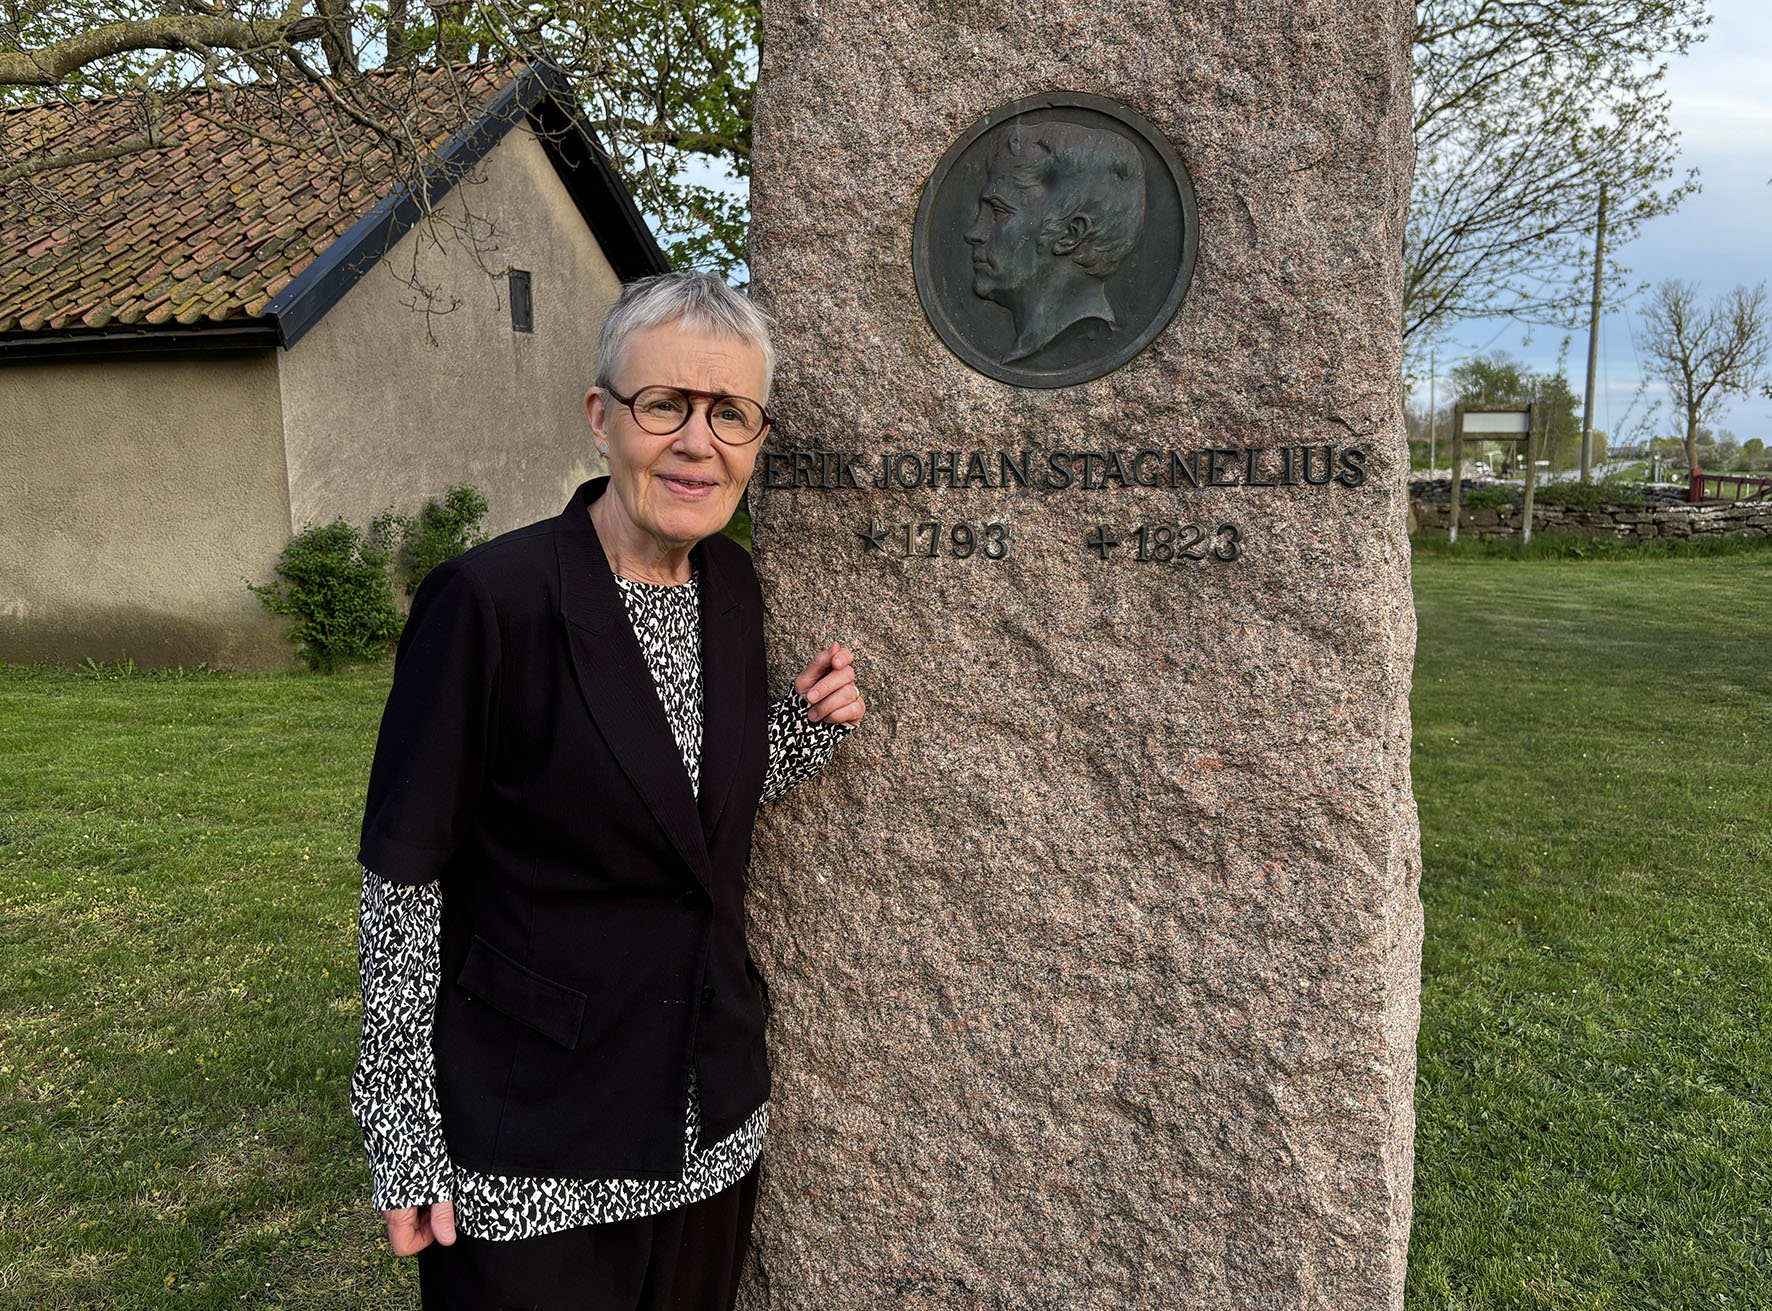 ERIK JOHAN STAGNELIUS
★1793 ✝1823